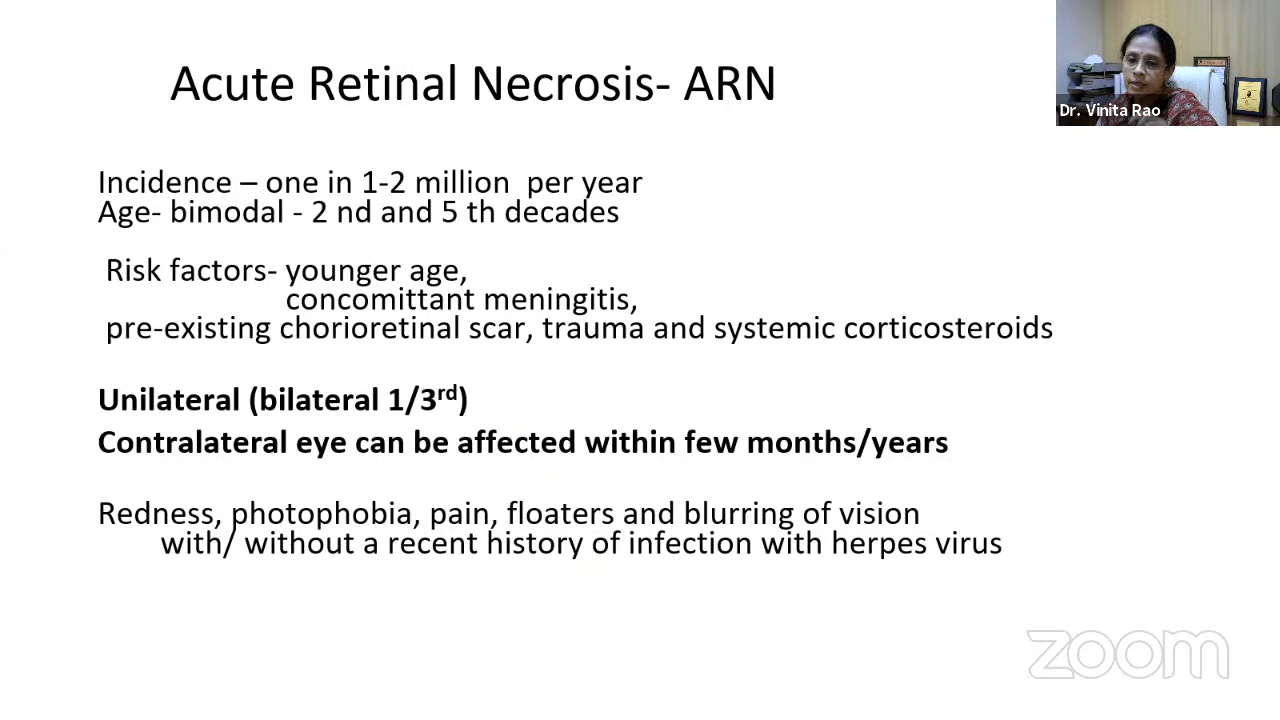 Acute Retinal Necrosis- ARN
Dr. Vinita Rao
Incidence – one in 1-2 million per year
Age- bimodal - 2 nd and 5 th decades
Risk factors- younger age,
concomittant meningitis,
pre-existing chorioretinal scar, trauma and systemic corticosteroids
Unilateral (bilateral 1/3rd)
Contralateral eye can be affected within few months/years
Redness, photophobia, pain, floaters and blurring of vision
with/ without a recent history of infection with herpes virus
zoom